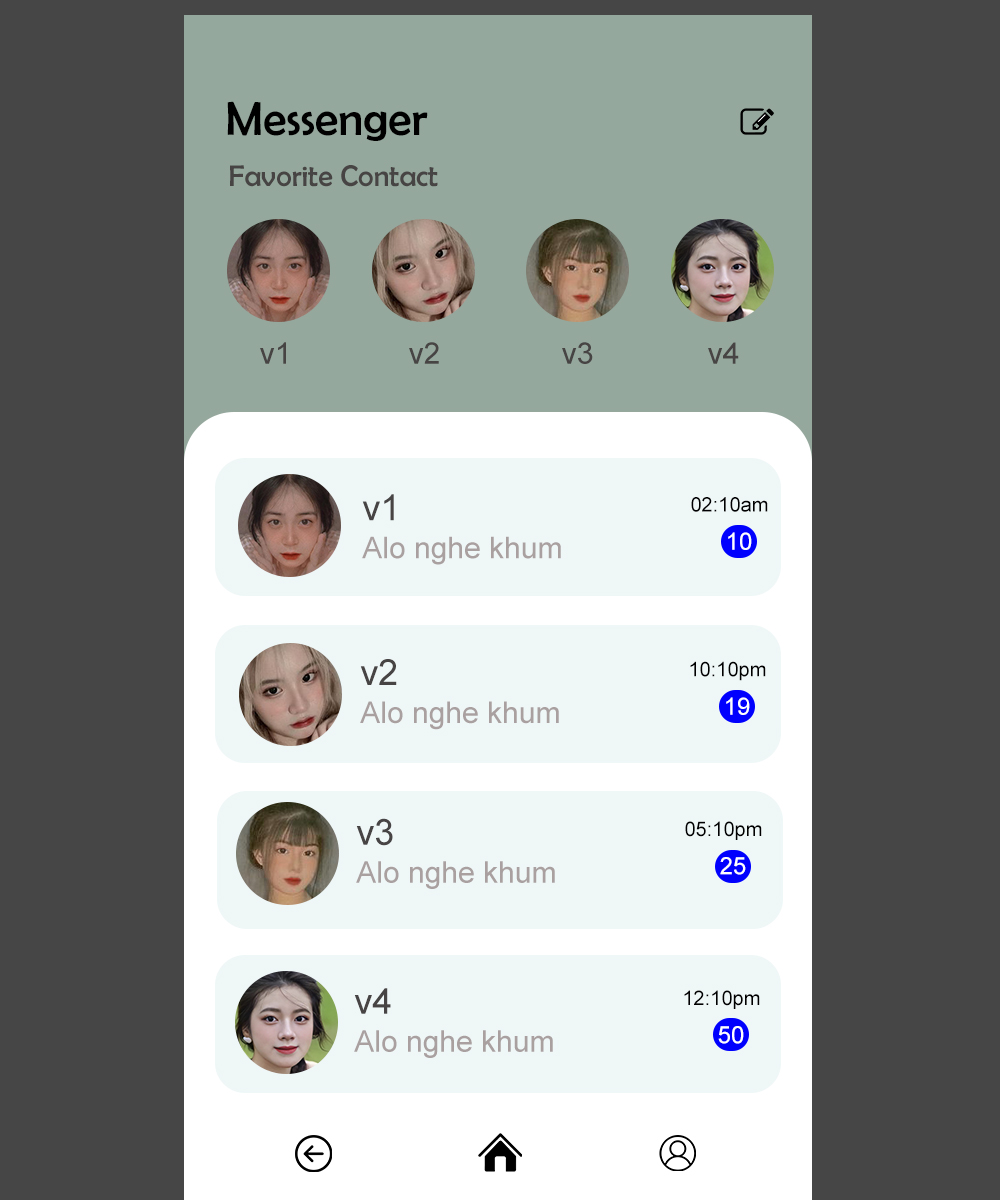 Messenger
Favorite Contact
v1 v2 v3 v4
v1 02:10am
Alo nghe khum 10
v2 10:10pm
Alo nghe khum 19
v3 05:10pm
Alo nghe khum 25
v4 12:10pm
Alo nghe khum 50